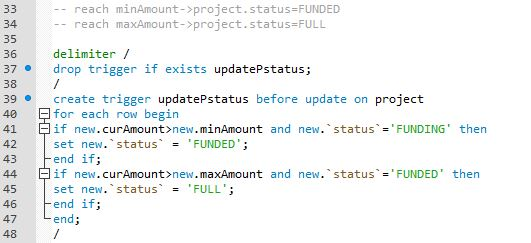 33 -- reach minAmount->project.status=FUNDED
34 -- reach maxAmount->project.status=FULL
35
36 delimiter /
37 drop trigger if exists updatePstatus;
38 /
39 create trigger updatePstatus before update on project
40 for each row begin
41 if new.curAmount>new.minAmount and new.`status`='FUNDING' then
42 set new.`status` = 'FUNDED';
43 end if;
44 if new.curAmount>new.maxAmount and new.`status`='FUNDED' then
45 set new.`status` = 'FULL';
46 end if;
47 end;
48 /